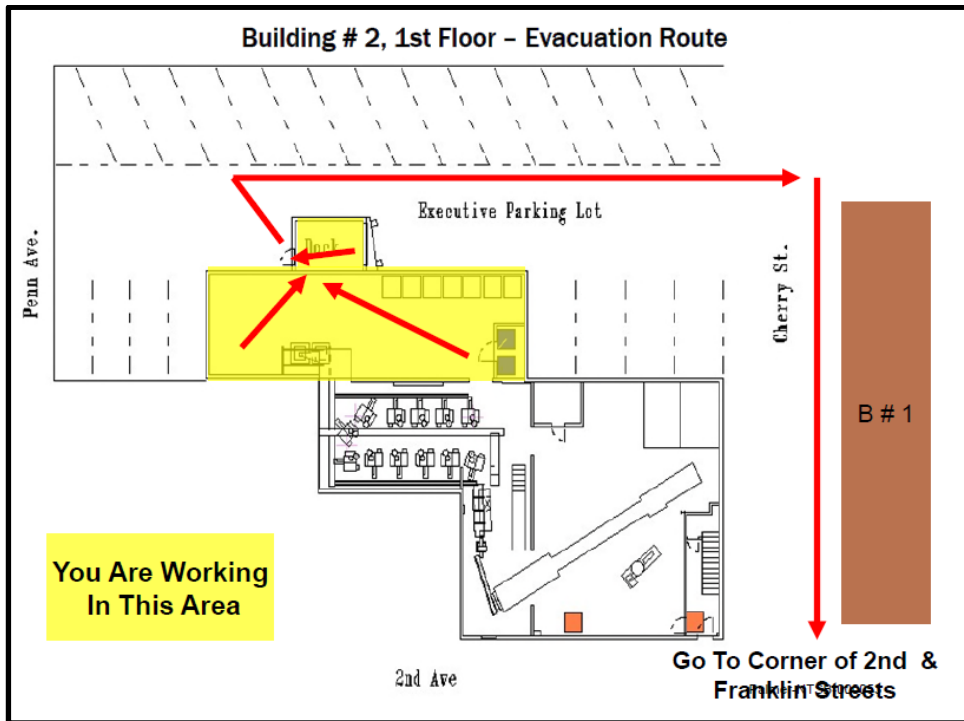 Building # 2, 1st Floor – Evacuation Route
Penn Ave.
Executive Parking Lot
Dock
Cherry St.
B # 1
You Are Working
In This Area
2nd Ave
Go To Corner of 2nd &
Franklin Streets